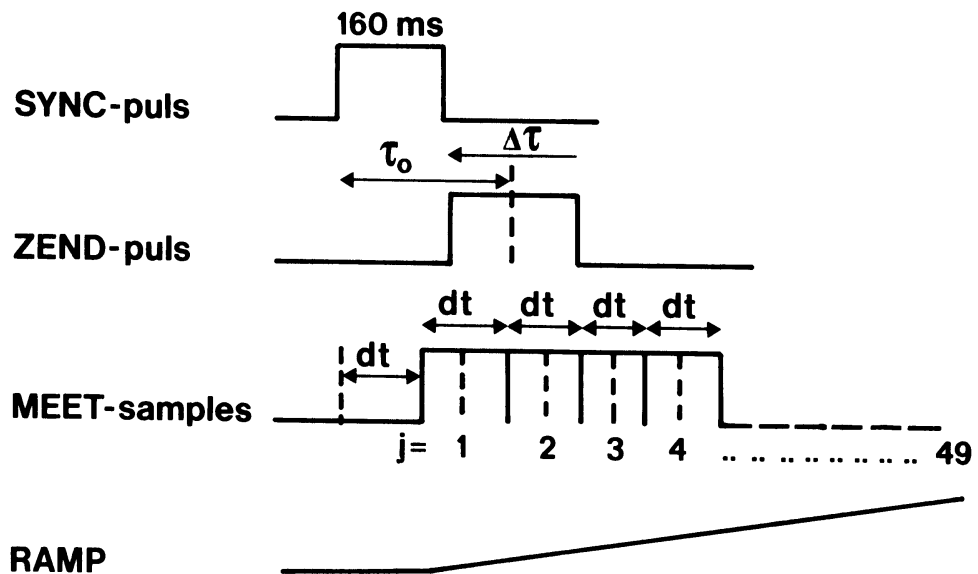 160 ms
SYNC-puls
Δτ
τo
ZEND-puls
dt dt dt dt
dt
MEET-samples
j= 1 2 3 4 .. .. .. .. .. .. .. .. 49
RAMP